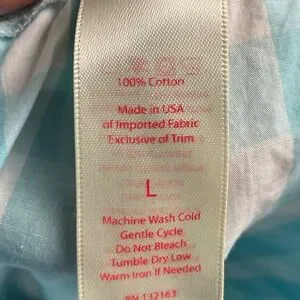 100% Cotton
Made in USA
of Imported Fabric
Exclusive of Trim
L
Machine Wash Cold
Gentle Cycle
Do Not Bleach
Tumble Dry Low
Warm Iron If Needed
RN 132163